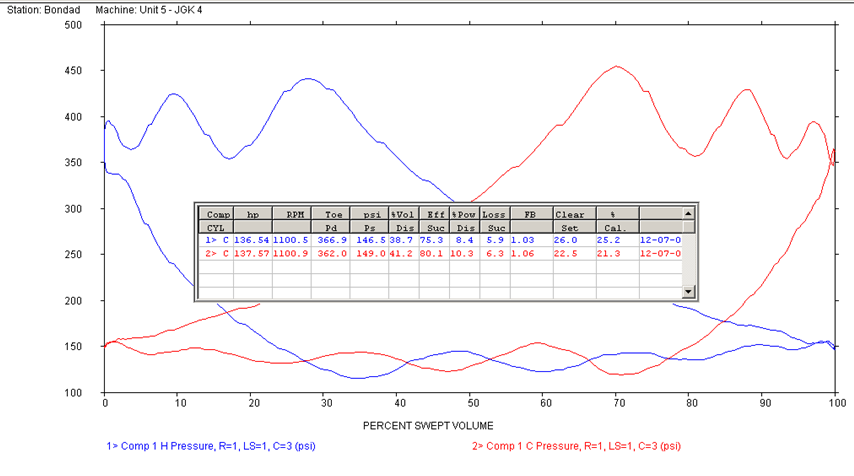 Station: Bondad Machine: Unit 5 - JGK 4
500
450
400
350
300
250
200
150
100
Comp hp RPM Toe psi %Vol Eff %Pow Loss FB Clear %
CYL Pd Ps Dis Suc Dis Suc Set Cal.
1> C 136.54 1100.5 366.9 146.5 38.7 75.3 8.4 5.9 1.03 26.0 25.2 12-07-0
2> C 137.57 1100.9 362.0 149.0 41.2 80.1 10.3 6.3 1.06 22.5 21.3 12-07-0
0 10 20 30 40 50 60 70 80 90 100
PERCENT SWEPT VOLUME
1> Comp 1 H Pressure, R=1, LS=1, C=3 (psi) 2> Comp 1 C Pressure, R=1, LS=1, C=3 (psi)